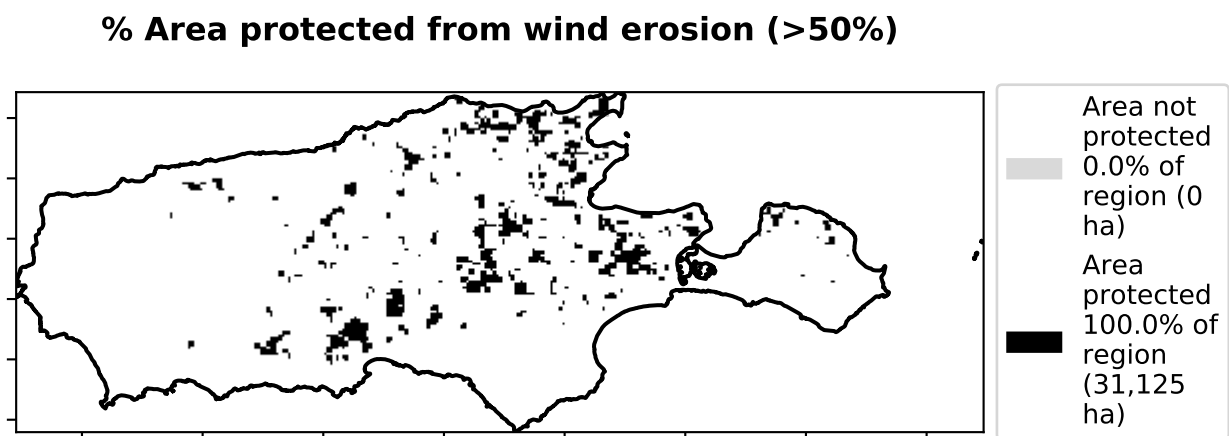 % Area protected from wind erosion (>50%)
Area not
protected
0.0% of
region (0
ha)
Area
protected
100.0% of
region
(31,125
ha)